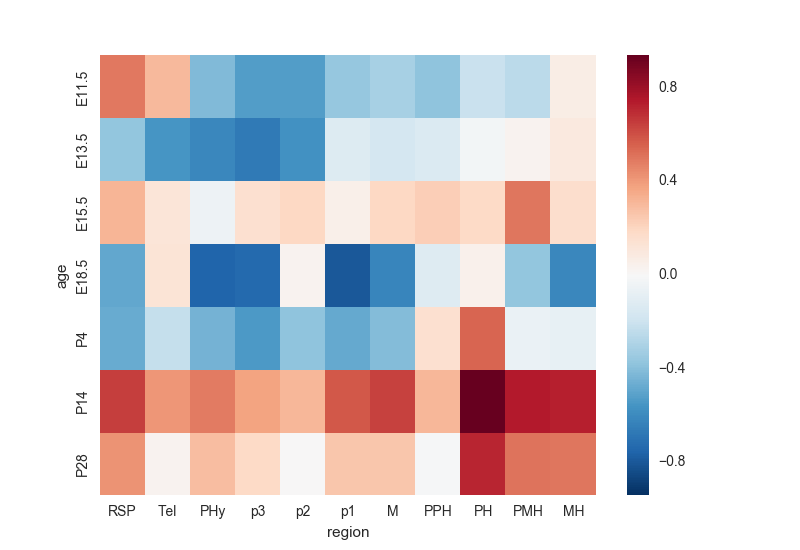 E11.5
E13.5
E15.5
E18.5
P4
P14
P28
age
RSP Tel PHy p3 p2 p1 M PPH PH PMH MH
region
0.8
0.4
0.0
−0.4
−0.8